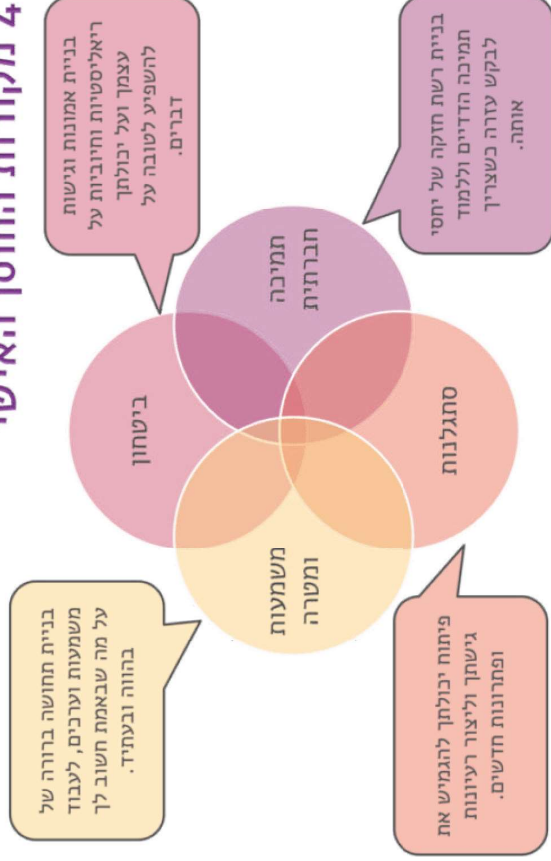 4 מקורות החוסן האישי
בניית אמונות וגישות
ריאליסטיות וחיוביות על
עצמך ועל יכולתך
להשפיע לטובה על
דברים.
בניית תחושה ברורה של
משמעות וערכים, לעבוד
על מה שבאמת חשוב לך
בהווה ובעתיד.
ביטחון
תמיכה
חברתית
משמעות
ומטרה
סתגלנות
בניית רשת חזקה של יחסי
תמיכה הדדיים וללמוד
לבקש עזרה כשצריך
אותה.
פיתוח יכולתך להגמיש את
גישתך וליצור רעיונות
ופתרונות חדשים.